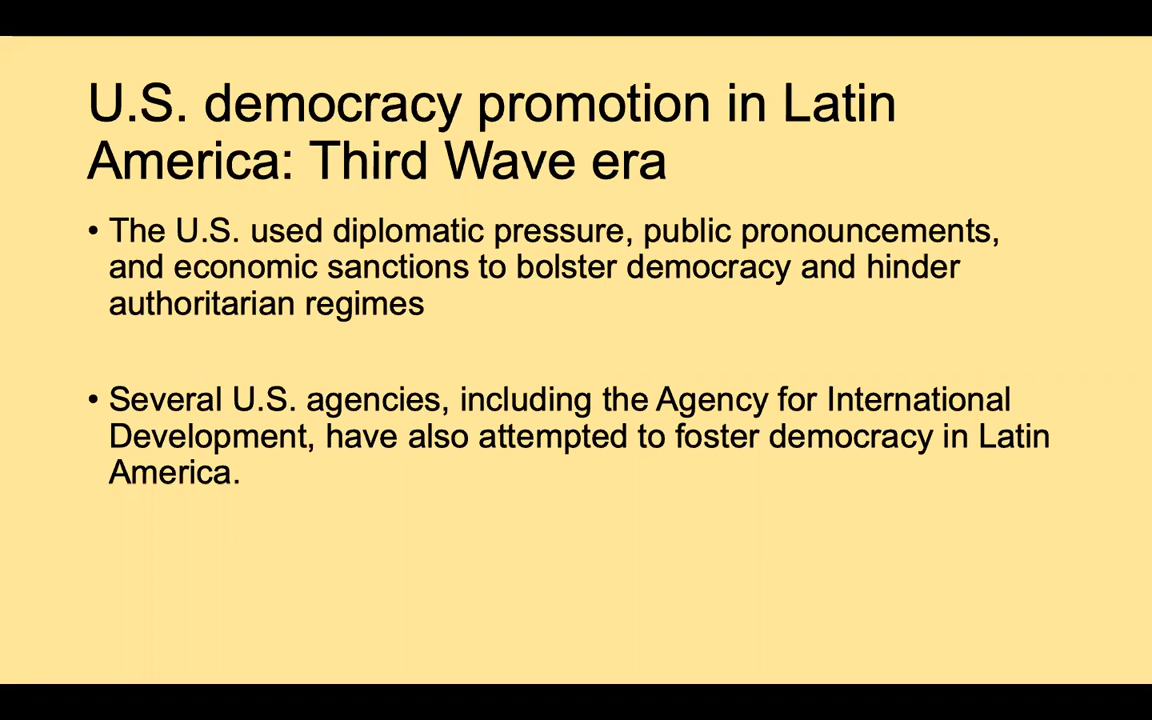 U.S. democracy promotion in Latin
America: Third Wave era
• The U.S. used diplomatic pressure, public pronouncements,
and economic sanctions to bolster democracy and hinder
authoritarian regimes
• Several U.S. agencies, including the Agency for International
Development, have also attempted to foster democracy in Latin
America.